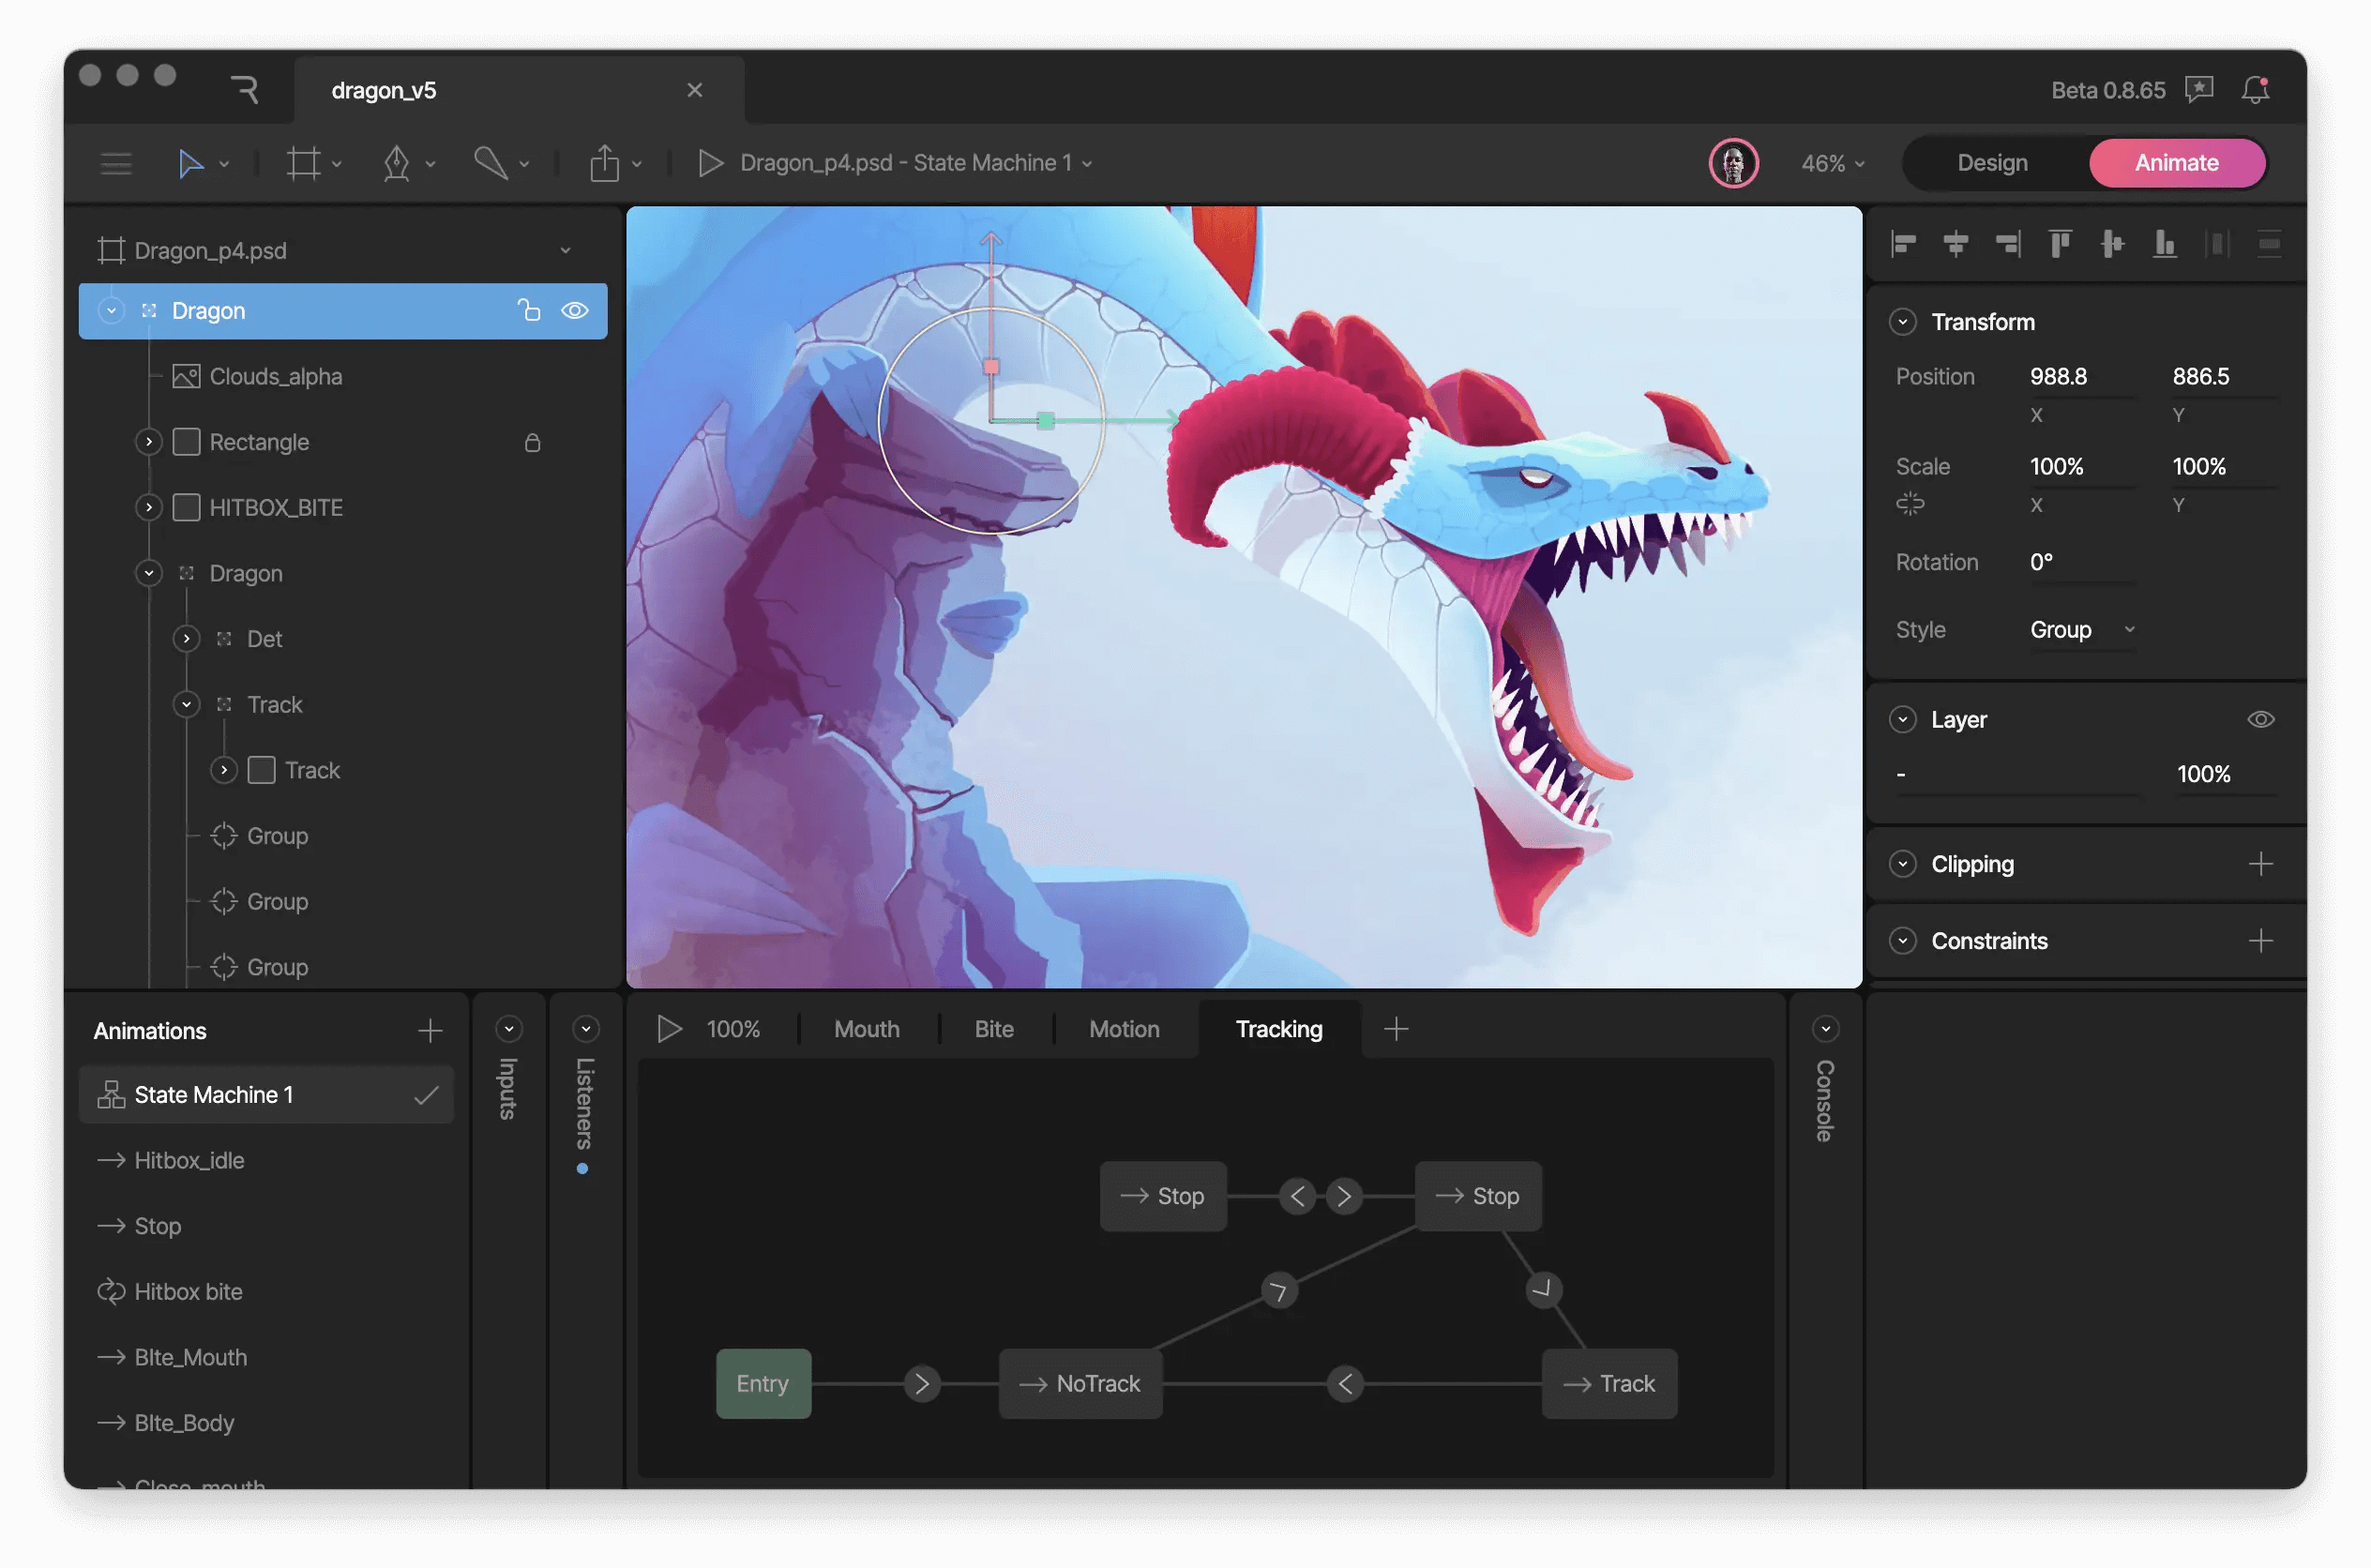 dragon_v5
Beta 0.8.65
Dragon_p4.psd - State Machine 1
46%
Design
Animate
Dragon_p4.psd
Dragon
Clouds_alpha
Rectangle
HITBOX_BITE
Dragon
Det
Track
Track
Group
Group
Group
Transform
Position
988.8
886.5
X
Y
Scale
100%
100%
X
Y
Rotation
0°
Style
Group
Layer
-
100%
Clipping
Constraints
Animations
State Machine 1
Hitbox_idle
Stop
Hitbox bite
BIte_Mouth
BIte_Body
Close_mouth
Inputs
Listeners
100%
Mouth
Bite
Motion
Tracking
Stop
Stop
Entry
NoTrack
Track
Console